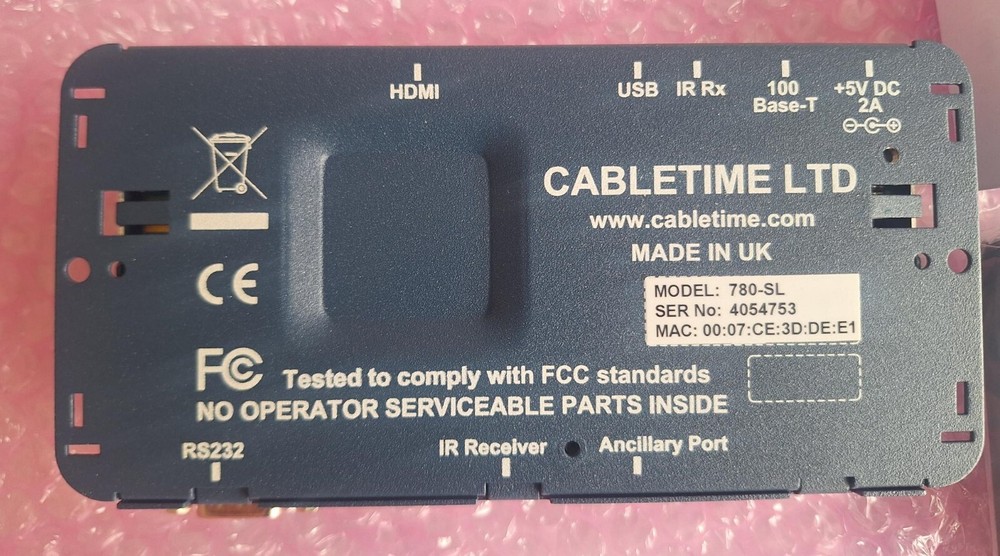 HDMI
USB
IR Rx
100
Base-T
+5V DC
2A
CABLETIME LTD
www.cabletime.com
MADE IN UK
MODEL: 780-SL
SER No: 4054753
MAC: 00:07:CE:3D:DE:E1
CE
FC Tested to comply with FCC standards
NO OPERATOR SERVICEABLE PARTS INSIDE
RS232
IR Receiver
Ancillary Port